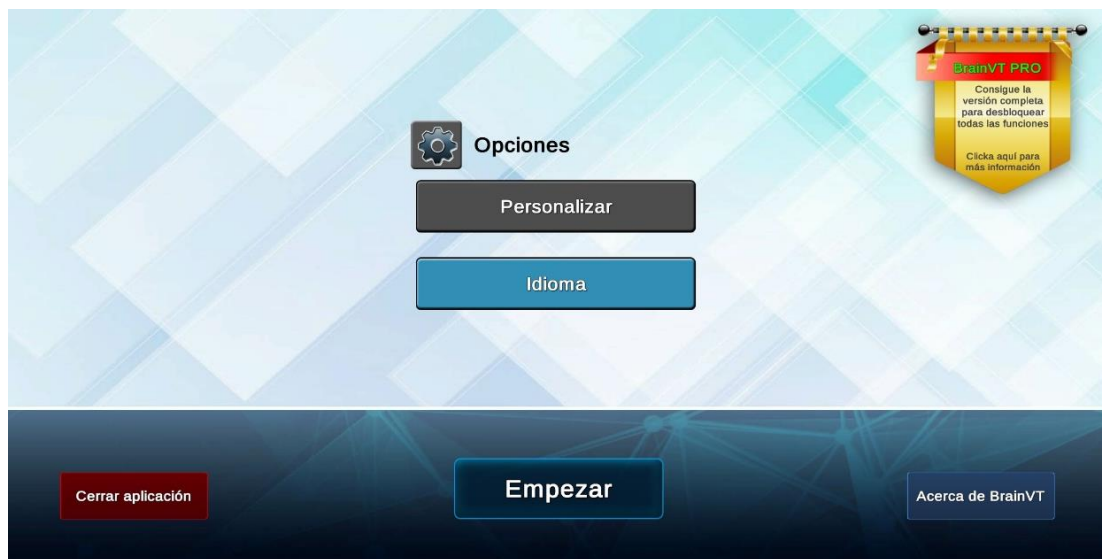 BrainVT PRO
Consigue la
versión completa
para desbloquear
todas las funciones
Clicka aquí para
más información
Opciones
Personalizar
Idioma
Cerrar aplicación
Empezar
Acerca de BrainVT